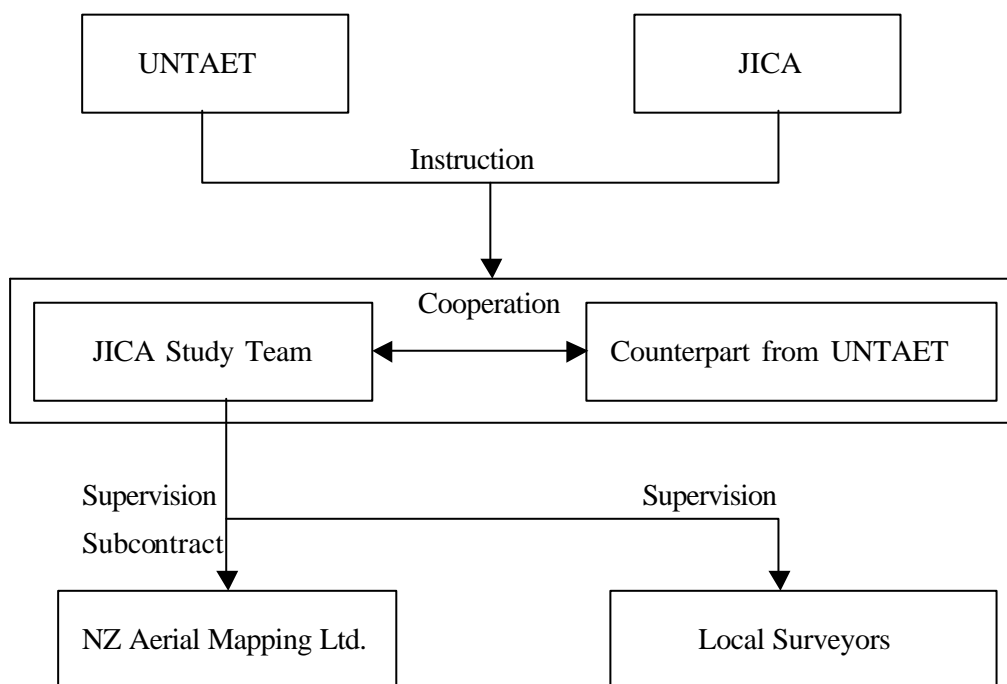 UNTAET
JICA
Instruction
Cooperation
JICA Study Team
Counterpart from UNTAET
Supervision
Supervision
Subcontract
NZ Aerial Mapping Ltd.
Local Surveyors